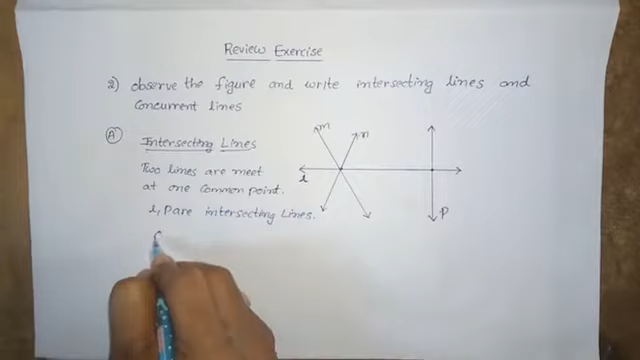 Review Exercise
2) observe the figure and write intersecting lines and
concurrent lines
A) Intersecting Lines
Two lines are meet
at one common point.
l, p are intersecting Lines.
m
n
l
p
C